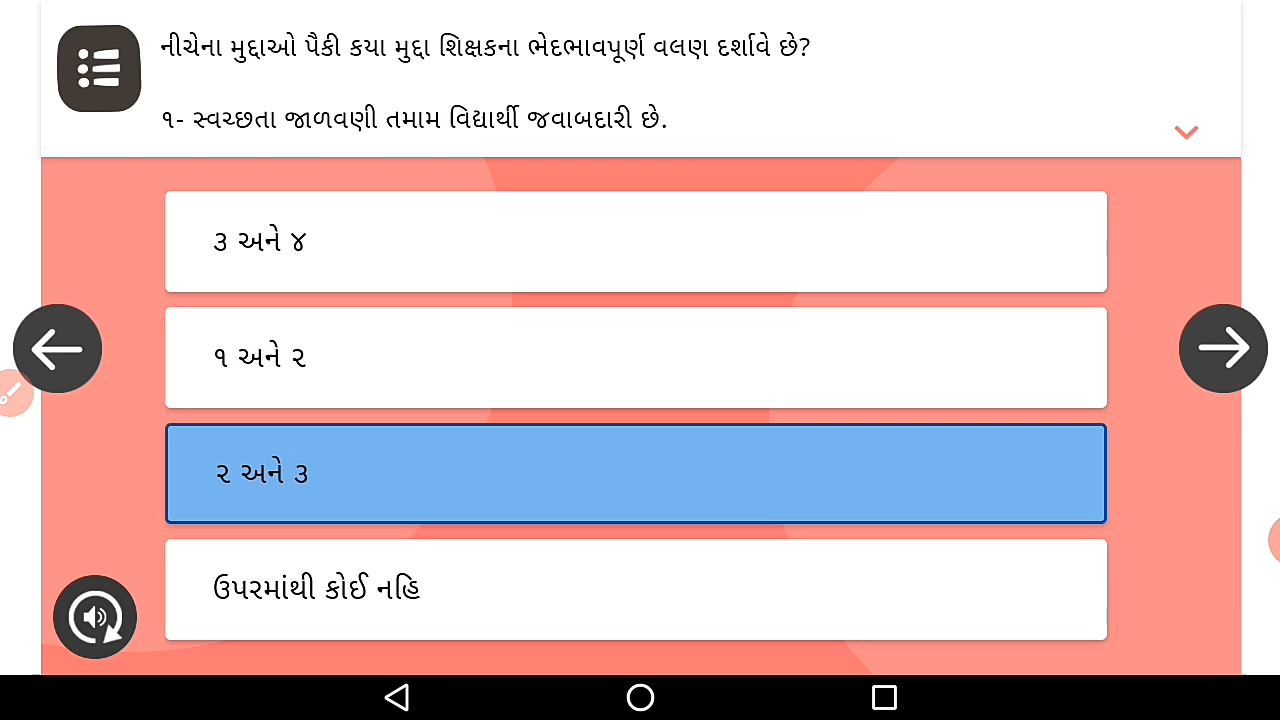 નીચેના મુદ્દાઓ પૈકી કયા મુદ્દા શિક્ષકના ભેદભાવપૂર્ણ વલણ દર્શાવે છે?
૧- સ્વચ્છતા જાળવણી તમામ વિદ્યાર્થી જવાબદારી છે.
૩ અને ૪
૧ અને ૨
૨ અને ૩
ઉપરમાંથી કોઈ નહિ